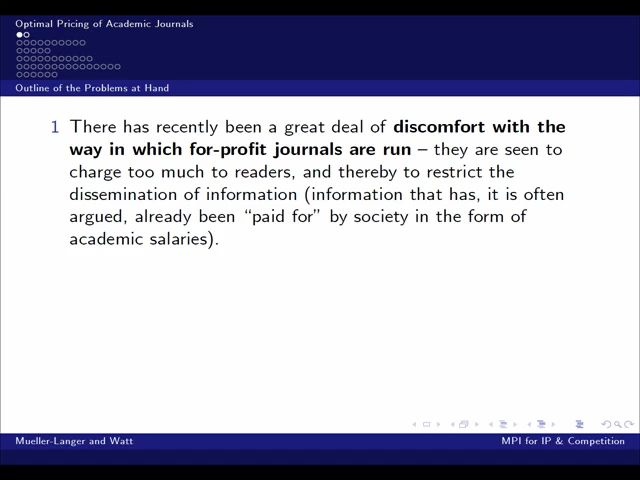 Optimal Pricing of Academic Journals
Outline of the Problems at Hand
1 There has recently been a great deal of discomfort with the
way in which for-profit journals are run – they are seen to
charge too much to readers, and thereby to restrict the
dissemination of information (information that has, it is often
argued, already been “paid for” by society in the form of
academic salaries).
Mueller-Langer and Watt
MPI for IP & Competition